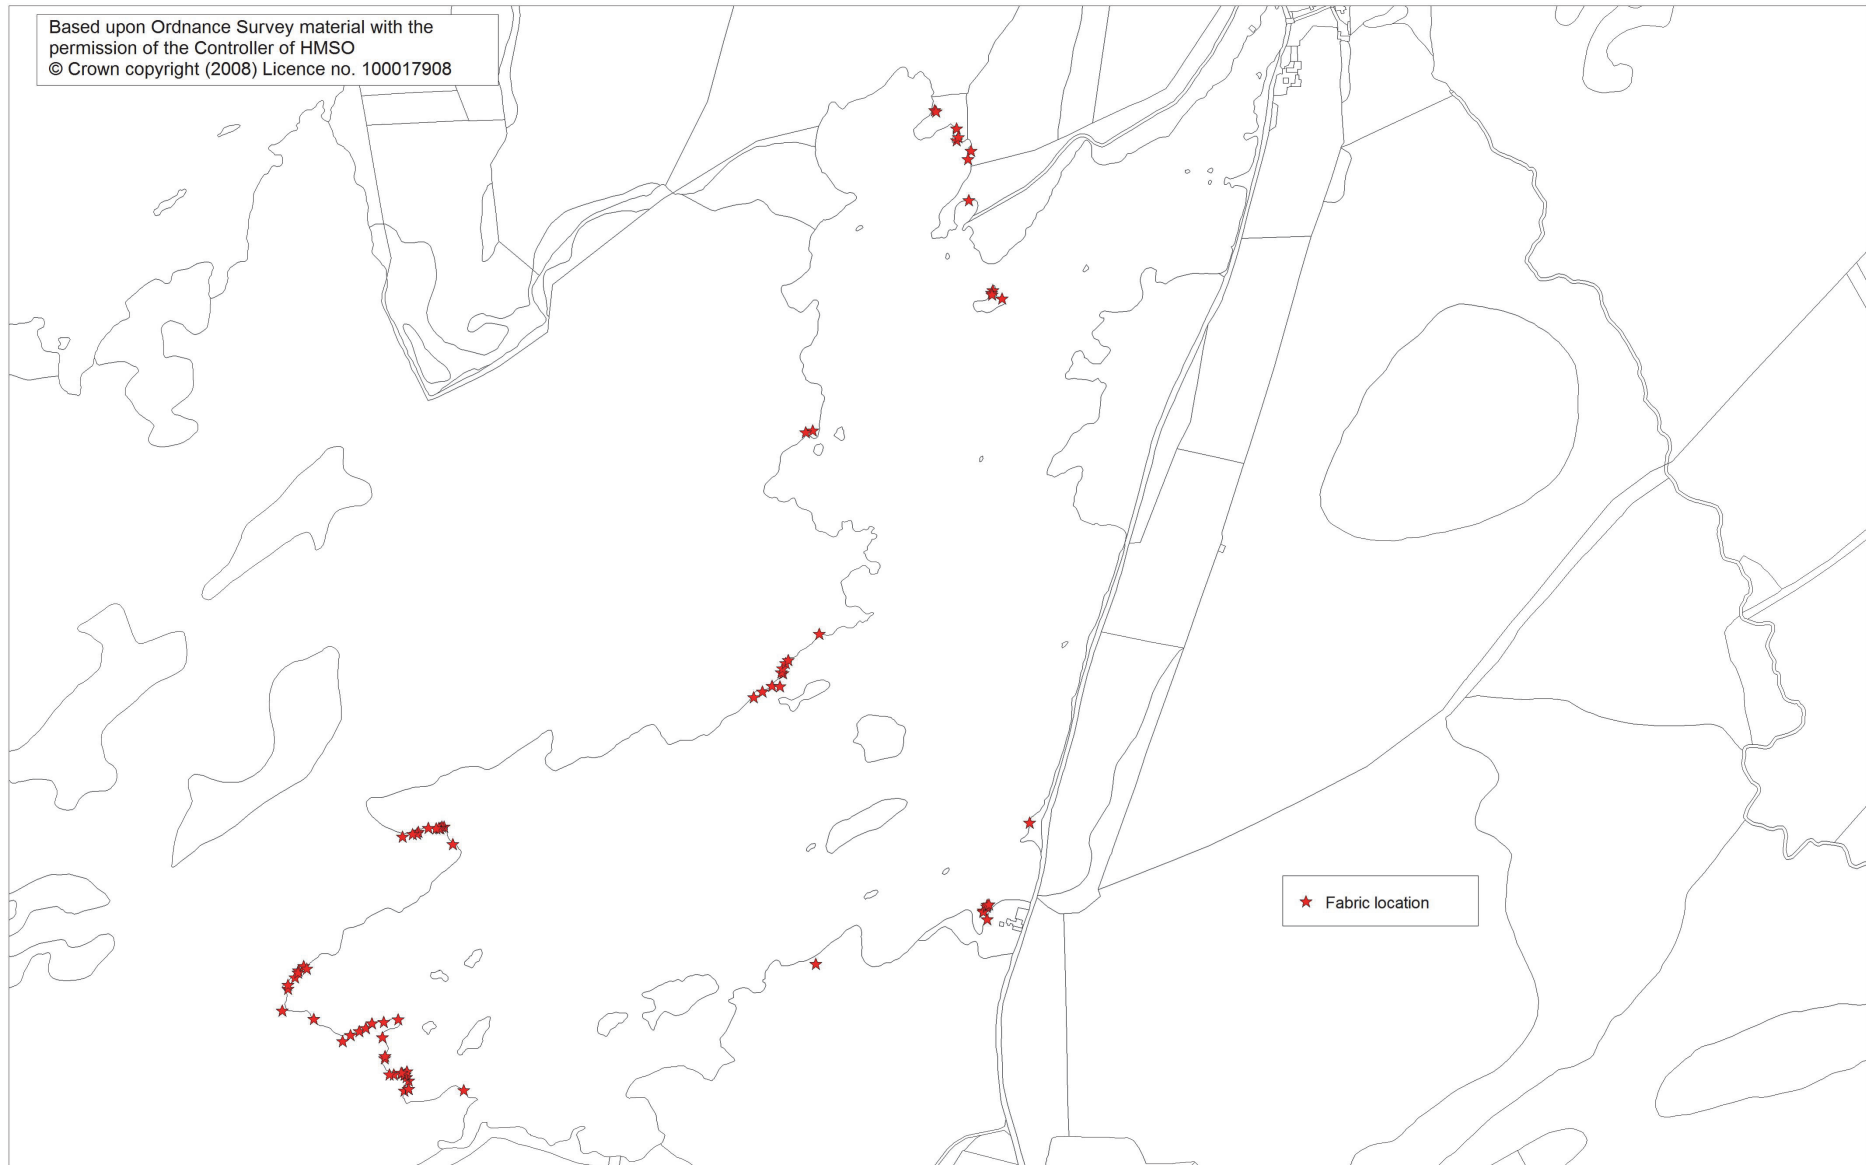 Based upon Ordnance Survey material with the
permission of the Controller of HMSO
© Crown copyright (2008) Licence no. 100017908
Fabric location